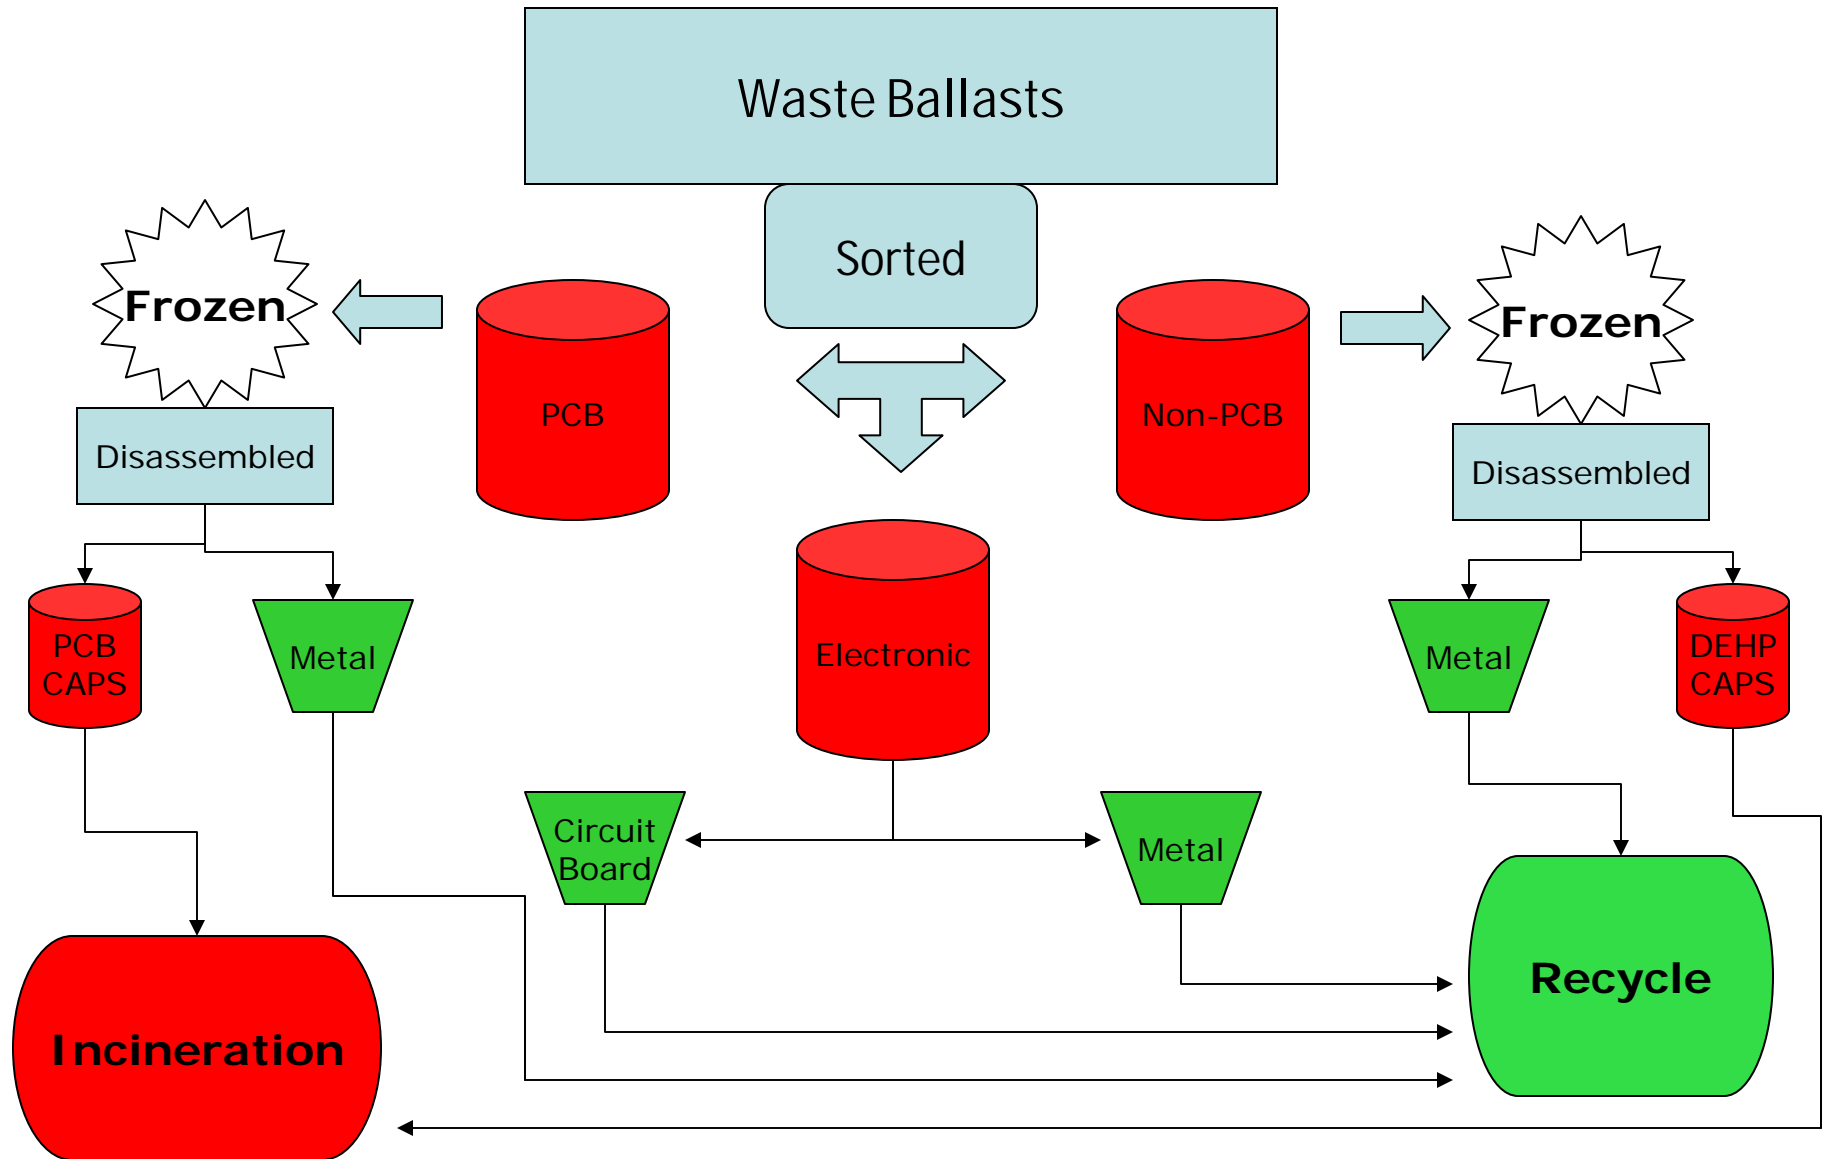 Waste Ballasts
Sorted
Frozen
Frozen
PCB
Non-PCB
Disassembled
Disassembled
PCB
CAPS
Metal
Electronic
Metal
DEHP
CAPS
Circuit
Board
Metal
Recycle
Incineration